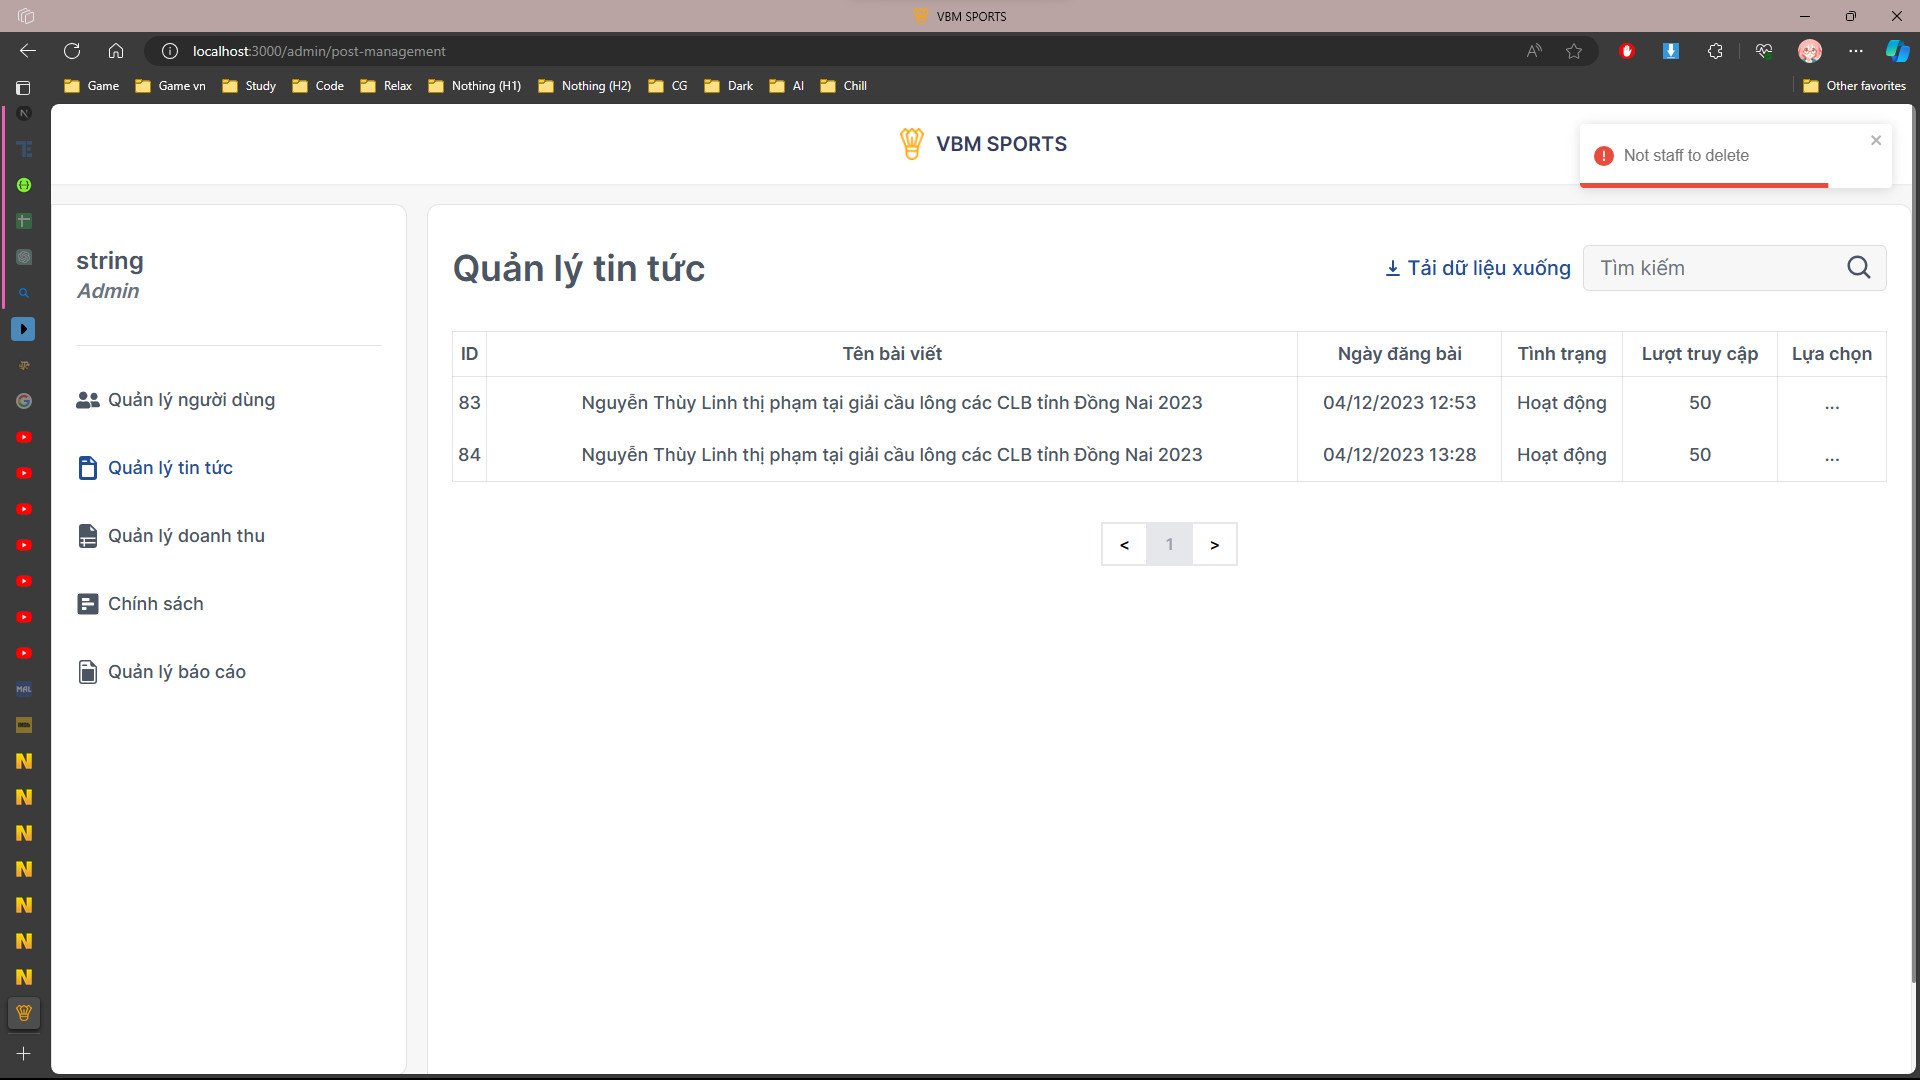 VBM SPORTS
localhost:3000/admin/post-management
Game
Game vn
Study
Code
Relax
Nothing (H1)
Nothing (H2)
CG
Dark
AI
Chill
Other favorites
VBM SPORTS
Not staff to delete
string
Admin
Quản lý người dùng
Quản lý tin tức
Quản lý doanh thu
Chính sách
Quản lý báo cáo
Quản lý tin tức
Tải dữ liệu xuống
Tìm kiếm
ID Tên bài viết Ngày đăng bài Tình trạng Lượt truy cập Lựa chọn
83 Nguyễn Thùy Linh thị phạm tại giải cầu lông các CLB tỉnh Đồng Nai 2023 04/12/2023 12:53 Hoạt động 50 ...
84 Nguyễn Thùy Linh thị phạm tại giải cầu lông các CLB tỉnh Đồng Nai 2023 04/12/2023 13:28 Hoạt động 50 ...
< 1 >